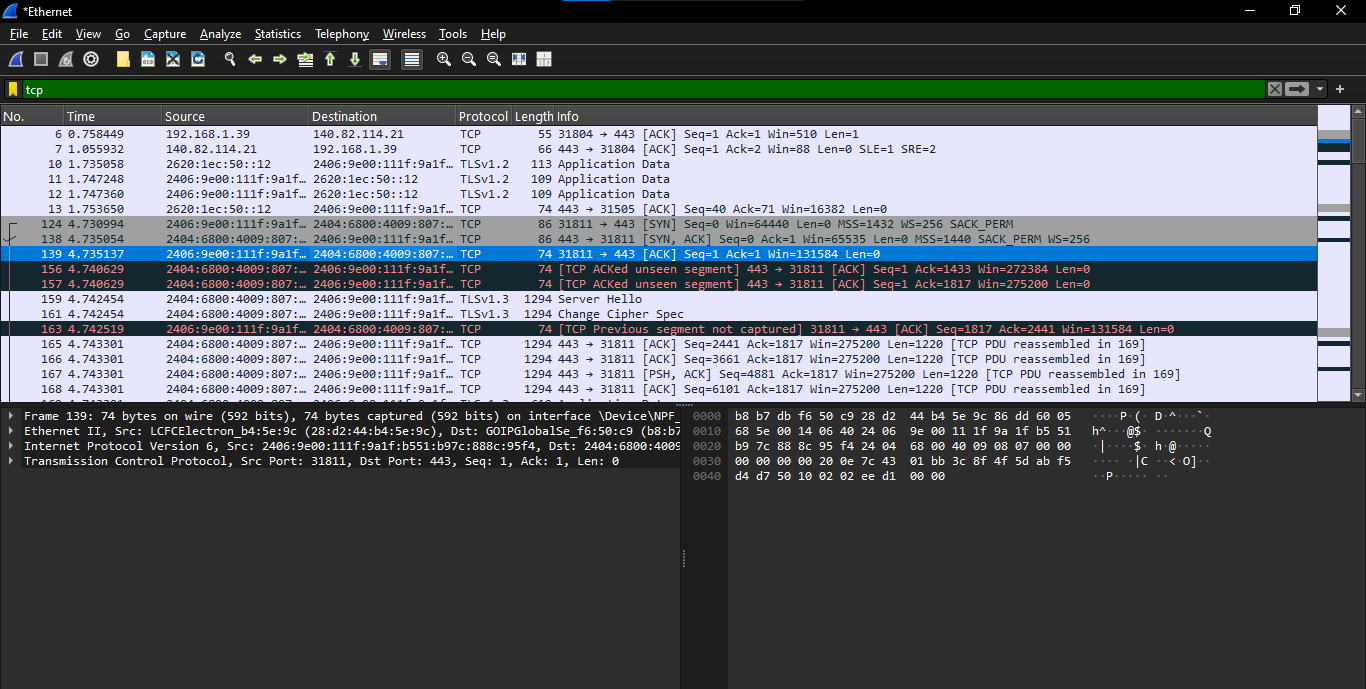 *Ethernet
File Edit View Go Capture Analyze Statistics Telephony Wireless Tools Help
tcp
No. Time Source Destination Protocol Length Info
6 0.758449 192.168.1.39 140.82.114.21 TCP 55 31804 → 443 [ACK] Seq=1 Ack=1 Win=510 Len=1
7 1.055932 140.82.114.21 192.168.1.39 TCP 66 443 → 31804 [ACK] Seq=1 Ack=2 Win=88 Len=0 SLE=1 SRE=2
10 1.735058 2620:1ec:50::12 2406:9e00:111f:9a1f… TLSv1.2 113 Application Data
11 1.747248 2406:9e00:111f:9a1f… 2620:1ec:50::12 TLSv1.2 109 Application Data
12 1.747360 2406:9e00:111f:9a1f… 2620:1ec:50::12 TLSv1.2 109 Application Data
13 1.753650 2620:1ec:50::12 2406:9e00:111f:9a1f… TCP 74 443 → 31505 [ACK] Seq=40 Ack=71 Win=16382 Len=0
124 4.730994 2406:9e00:111f:9a1f… 2404:6800:4009:807:… TCP 86 31811 → 443 [SYN] Seq=0 Win=64440 Len=0 MSS=1432 WS=256 SACK_PERM
138 4.735054 2404:6800:4009:807:… 2406:9e00:111f:9a1f… TCP 86 443 → 31811 [SYN, ACK] Seq=0 Ack=1 Win=65535 Len=0 MSS=1440 SACK_PERM WS=256
139 4.735137 2406:9e00:111f:9a1f… 2404:6800:4009:807:… TCP 74 31811 → 443 [ACK] Seq=1 Ack=1 Win=131584 Len=0
156 4.740629 2404:6800:4009:807:… 2406:9e00:111f:9a1f… TCP 74 [TCP ACKed unseen segment] 443 → 31811 [ACK] Seq=1 Ack=1433 Win=272384 Len=0
157 4.740629 2404:6800:4009:807:… 2406:9e00:111f:9a1f… TCP 74 [TCP ACKed unseen segment] 443 → 31811 [ACK] Seq=1 Ack=1817 Win=275200 Len=0
159 4.742454 2404:6800:4009:807:… 2406:9e00:111f:9a1f… TLSv1.3 1294 Server Hello
161 4.742454 2404:6800:4009:807:… 2406:9e00:111f:9a1f… TLSv1.3 1294 Change Cipher Spec
163 4.742519 2406:9e00:111f:9a1f… 2404:6800:4009:807:… TCP 74 [TCP Previous segment not captured] 31811 → 443 [ACK] Seq=1817 Ack=2441 Win=131584 Len=0
165 4.743301 2404:6800:4009:807:… 2406:9e00:111f:9a1f… TCP 1294 443 → 31811 [ACK] Seq=2441 Ack=1817 Win=275200 Len=1220 [TCP PDU reassembled in 169]
166 4.743301 2404:6800:4009:807:… 2406:9e00:111f:9a1f… TCP 1294 443 → 31811 [ACK] Seq=3661 Ack=1817 Win=275200 Len=1220 [TCP PDU reassembled in 169]
167 4.743301 2404:6800:4009:807:… 2406:9e00:111f:9a1f… TCP 1294 443 → 31811 [PSH, ACK] Seq=4881 Ack=1817 Win=275200 Len=1220 [TCP PDU reassembled in 169]
168 4.743301 2404:6800:4009:807:… 2406:9e00:111f:9a1f… TCP 1294 443 → 31811 [ACK] Seq=6101 Ack=1817 Win=275200 Len=1220 [TCP PDU reassembled in 169]
Frame 139: 74 bytes on wire (592 bits), 74 bytes captured (592 bits) on interface \Device\NPF_
Ethernet II, Src: LCFCElectron_b4:5e:9c (28:d2:44:b4:5e:9c), Dst: GOIPGlobalSe_f6:50:c9 (b8:b7
Internet Protocol Version 6, Src: 2406:9e00:111f:9a1f:b551:b97c:888c:95f4, Dst: 2404:6800:4009
Transmission Control Protocol, Src Port: 31811, Dst Port: 443, Seq: 1, Ack: 1, Len: 0
0000 b8 b7 db f6 50 c9 28 d2 44 b4 5e 9c 86 dd 60 05 ····P·(· D·^···`·
0010 68 5e 00 14 06 40 24 06 9e 00 11 1f 9a 1f b5 51 h^···@$· ·······Q
0020 b9 7c 88 8c 95 f4 24 04 68 00 40 09 08 07 00 00 ·|····$· h·@·····
0030 00 00 00 00 20 0e 7c 43 01 bb 3c 8f 4f 5d ab f5 ···· ·|C ··<·O]··
0040 d4 d7 50 10 02 02 ee d1 00 00 ··P····· ··